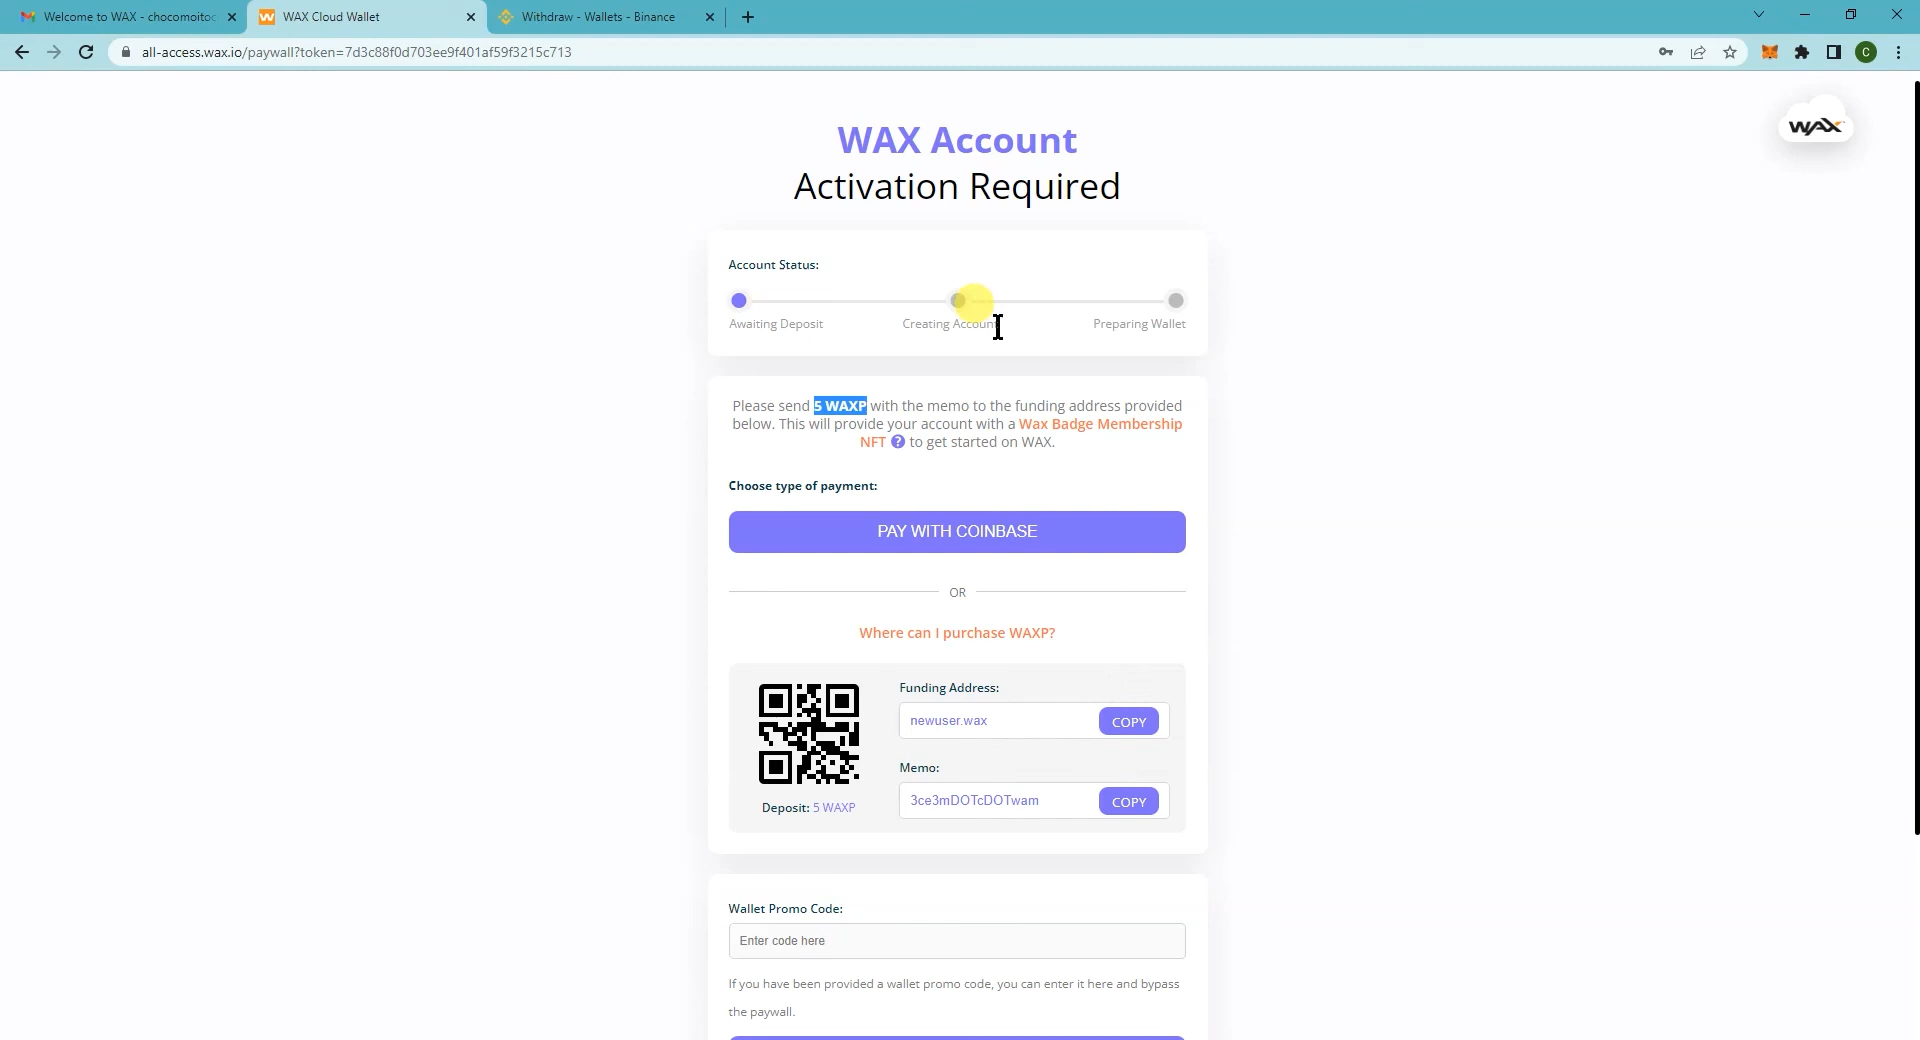 Welcome to WAX - chocomoitoc
WAX Cloud Wallet
Withdraw - Wallets - Binance
all-access.wax.io/paywall?token=7d3c88f0d703ee9f401af59f3215c713
C
WAX
WAX Account
Activation Required
Account Status:
Awaiting Deposit
Creating Account
Preparing Wallet
Please send 5 WAXP with the memo to the funding address provided
below. This will provide your account with a Wax Badge Membership
NFT ? to get started on WAX.
Choose type of payment:
PAY WITH COINBASE
OR
Where can I purchase WAXP?
Funding Address:
newuser.wax
COPY
Memo:
3ce3mDOTcDOTwam
COPY
Deposit: 5 WAXP
Wallet Promo Code:
Enter code here
If you have been provided a wallet promo code, you can enter it here and bypass
the paywall.